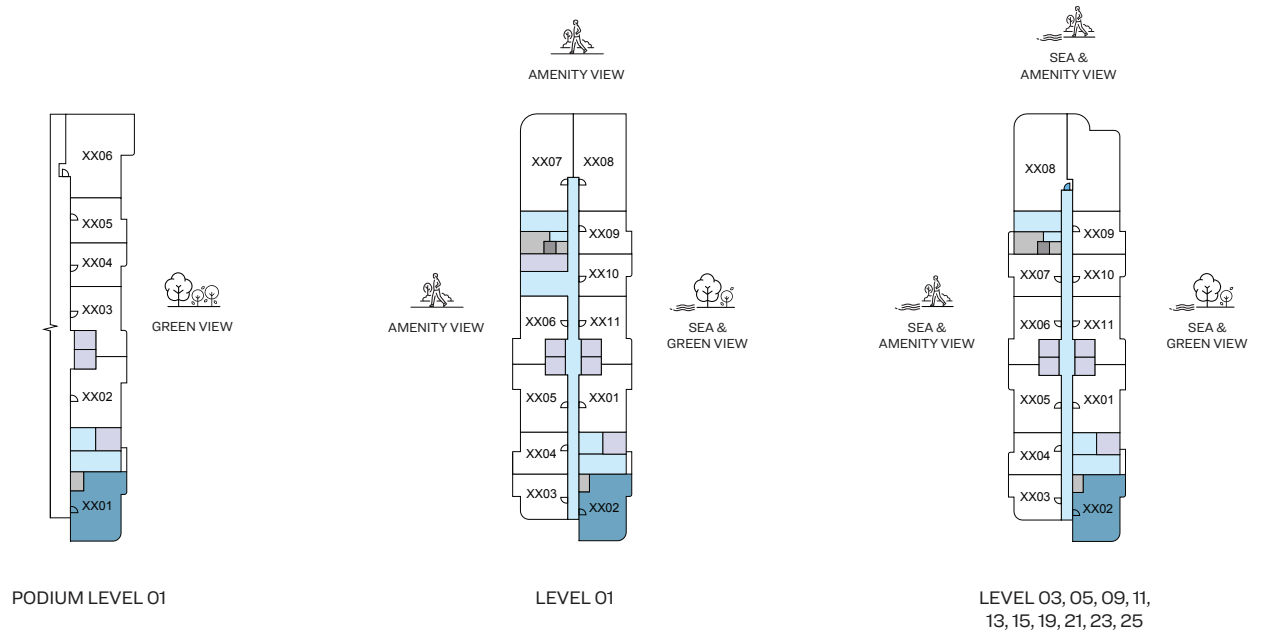 SEA &
AMENITY VIEW
AMENITY VIEW
XX06
XX05
XX04
XX03
XX02
XX01
GREEN VIEW
PODIUM LEVEL 01
AMENITY VIEW
XX07
XX08
XX09
XX10
XX06
XX11
XX05
XX01
XX04
XX03
XX02
SEA &
GREEN VIEW
LEVEL 01
SEA &
AMENITY VIEW
XX08
XX09
XX07
XX10
XX06
XX11
XX05
XX01
XX04
XX03
XX02
SEA &
GREEN VIEW
LEVEL 03, 05, 09, 11,
13, 15, 19, 21, 23, 25